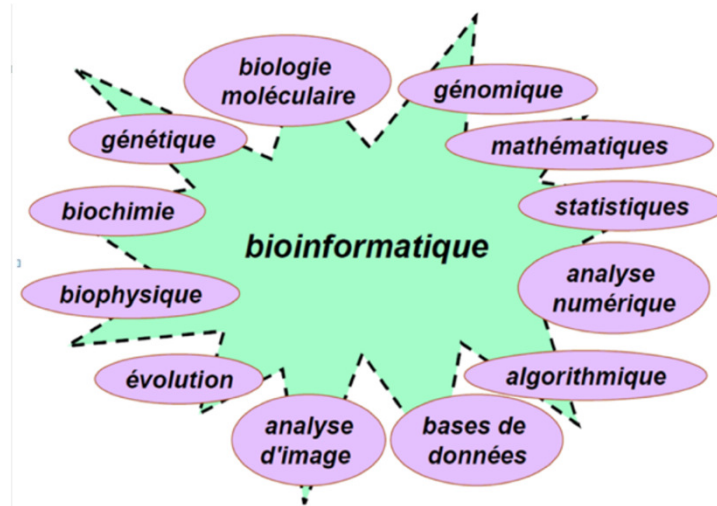 biologie
moléculaire
génomique
génétique
mathématiques
biochimie
statistiques
bioinformatique
analyse
numérique
biophysique
évolution
algorithmique
analyse
d'image
bases de
données